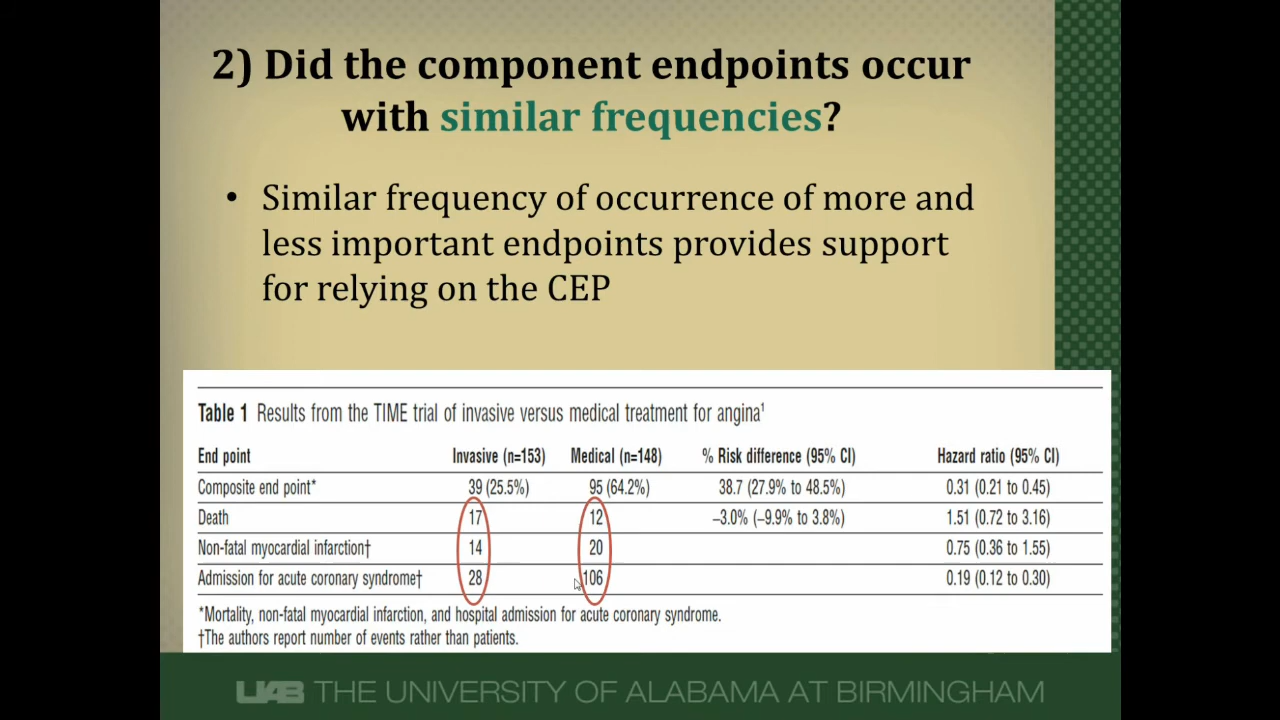 2) Did the component endpoints occur
with similar frequencies?
• Similar frequency of occurrence of more and
less important endpoints provides support
for relying on the CEP
Table 1 Results from the TIME trial of invasive versus medical treatment for angina¹
End point Invasive (n=153) Medical (n=148) % Risk difference (95% CI) Hazard ratio (95% CI)
Composite end point* 39 (25.5%) 95 (64.2%) 38.7 (27.9% to 48.5%) 0.31 (0.21 to 0.45)
Death 17 12 –3.0% (–9.9% to 3.8%) 1.51 (0.72 to 3.16)
Non-fatal myocardial infarction† 14 20 0.75 (0.36 to 1.55)
Admission for acute coronary syndrome† 28 106 0.19 (0.12 to 0.30)
*Mortality, non-fatal myocardial infarction, and hospital admission for acute coronary syndrome.
†The authors report number of events rather than patients.
UAB THE UNIVERSITY OF ALABAMA AT BIRMINGHAM